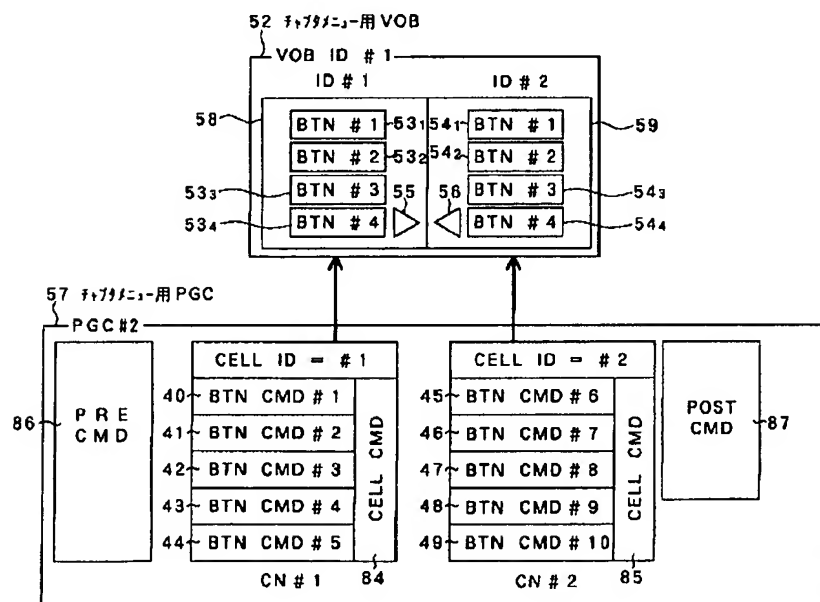 52 チャプタメニュー用VOB
VOB ID #1
ID #1 ID #2
58 BTN #1 53₁ 54₁ BTN #1 59
BTN #2 53₂ 54₂ BTN #2
53₃ BTN #3 55 56 BTN #3 54₃
53₄ BTN #4 BTN #4 54₄
57 チャプタメニュー用PGC
PGC #2
CELL ID = #1 CELL ID = #2
86 PRE CMD
40 BTN CMD #1
41 BTN CMD #2
42 BTN CMD #3
43 BTN CMD #4
44 BTN CMD #5
CELL CMD
84
CN #1
45 BTN CMD #6
46 BTN CMD #7
47 BTN CMD #8
48 BTN CMD #9
49 BTN CMD #10
CELL CMD
85
CN #2
POST CMD 87